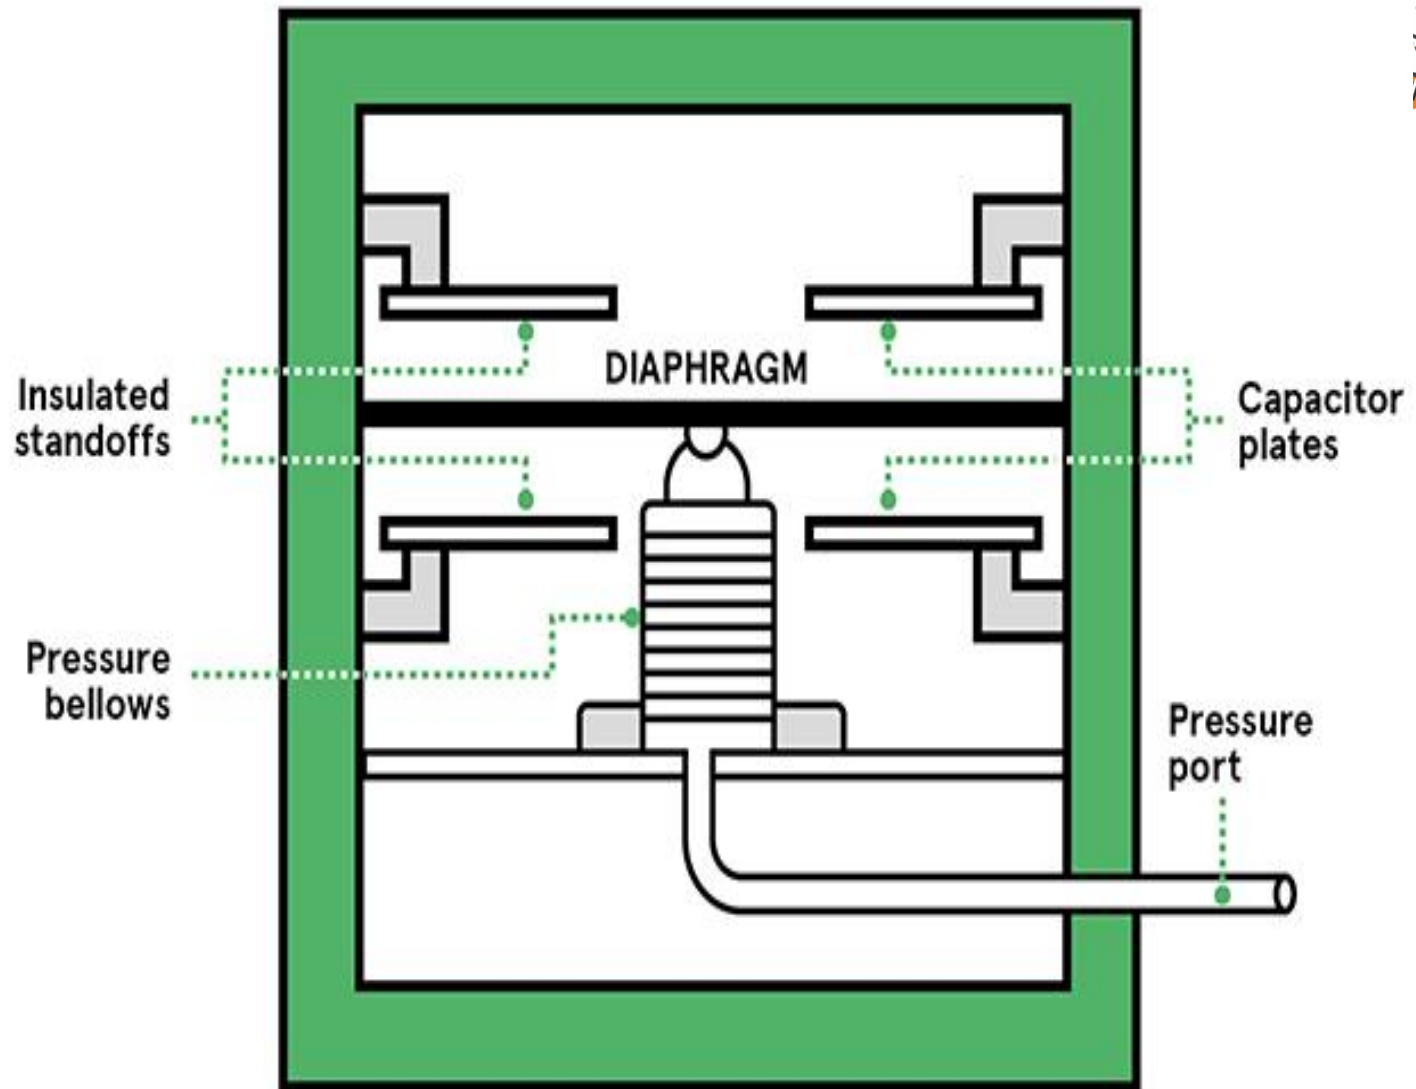 DIAPHRAGM
Insulated
standoffs
Capacitor
plates
Pressure
bellows
Pressure
port